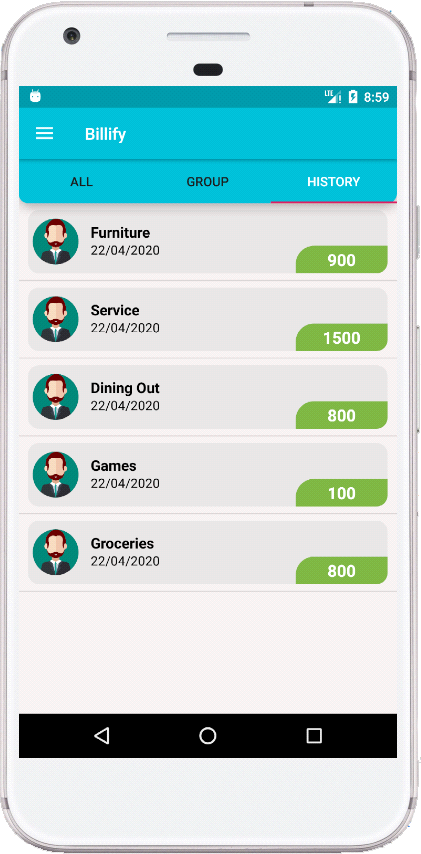 LTE 8:59
Billify
ALL GROUP HISTORY
Furniture
22/04/2020
900
Service
22/04/2020
1500
Dining Out
22/04/2020
800
Games
22/04/2020
100
Groceries
22/04/2020
800